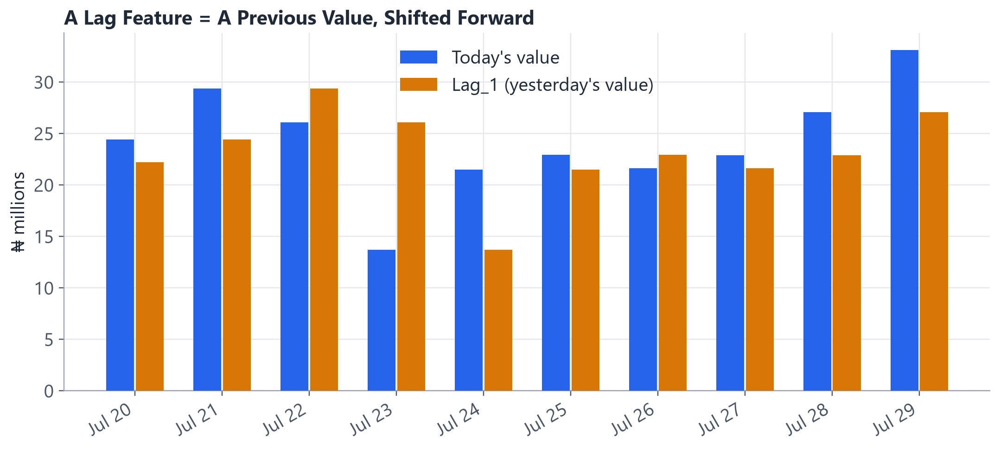 A Lag Feature = A Previous Value, Shifted Forward
Today's value
Lag_1 (yesterday's value)
₦ millions
30
25
20
15
10
5
0
Jul 20
Jul 21
Jul 22
Jul 23
Jul 24
Jul 25
Jul 26
Jul 27
Jul 28
Jul 29